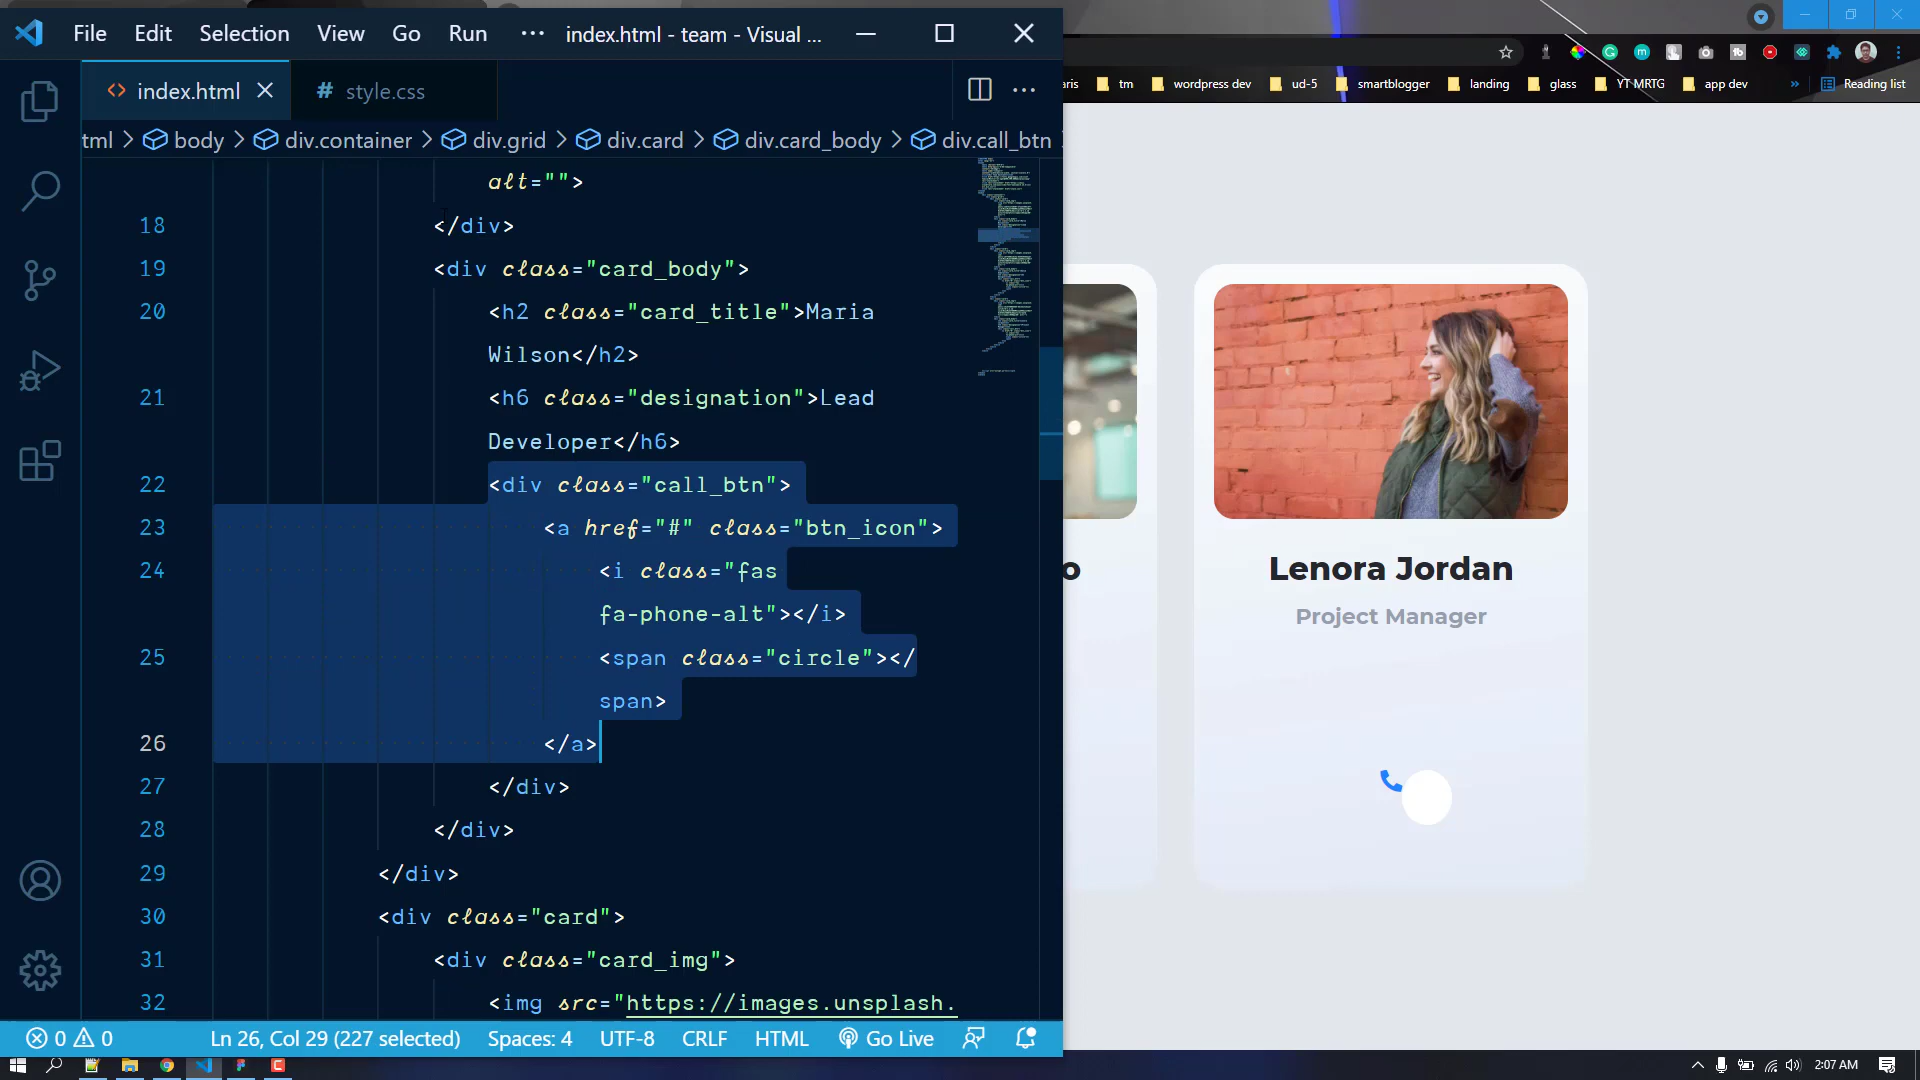 File Edit Selection View Go Run ··· index.html - team - Visual ...
index.html # style.css
tml > body > div.container > div.grid > div.card > div.card_body > div.call_btn
alt="">
18 </div>
19 <div class="card_body">
20 <h2 class="card_title">Maria
Wilson</h2>
21 <h6 class="designation">Lead
Developer</h6>
22 <div class="call_btn">
23 <a href="#" class="btn_icon">
24 <i class="fas
fa-phone-alt"></i>
25 <span class="circle"></
span>
26 </a>
27 </div>
28 </div>
29 </div>
30 <div class="card">
31 <div class="card_img">
32 <img src="https://images.unsplash.
0 0 Ln 26, Col 29 (227 selected) Spaces: 4 UTF-8 CRLF HTML Go Live
aris tm wordpress dev ud-5 smartblogger landing glass YT MRTG app dev » Reading list
o
Lenora Jordan
Project Manager
2:07 AM